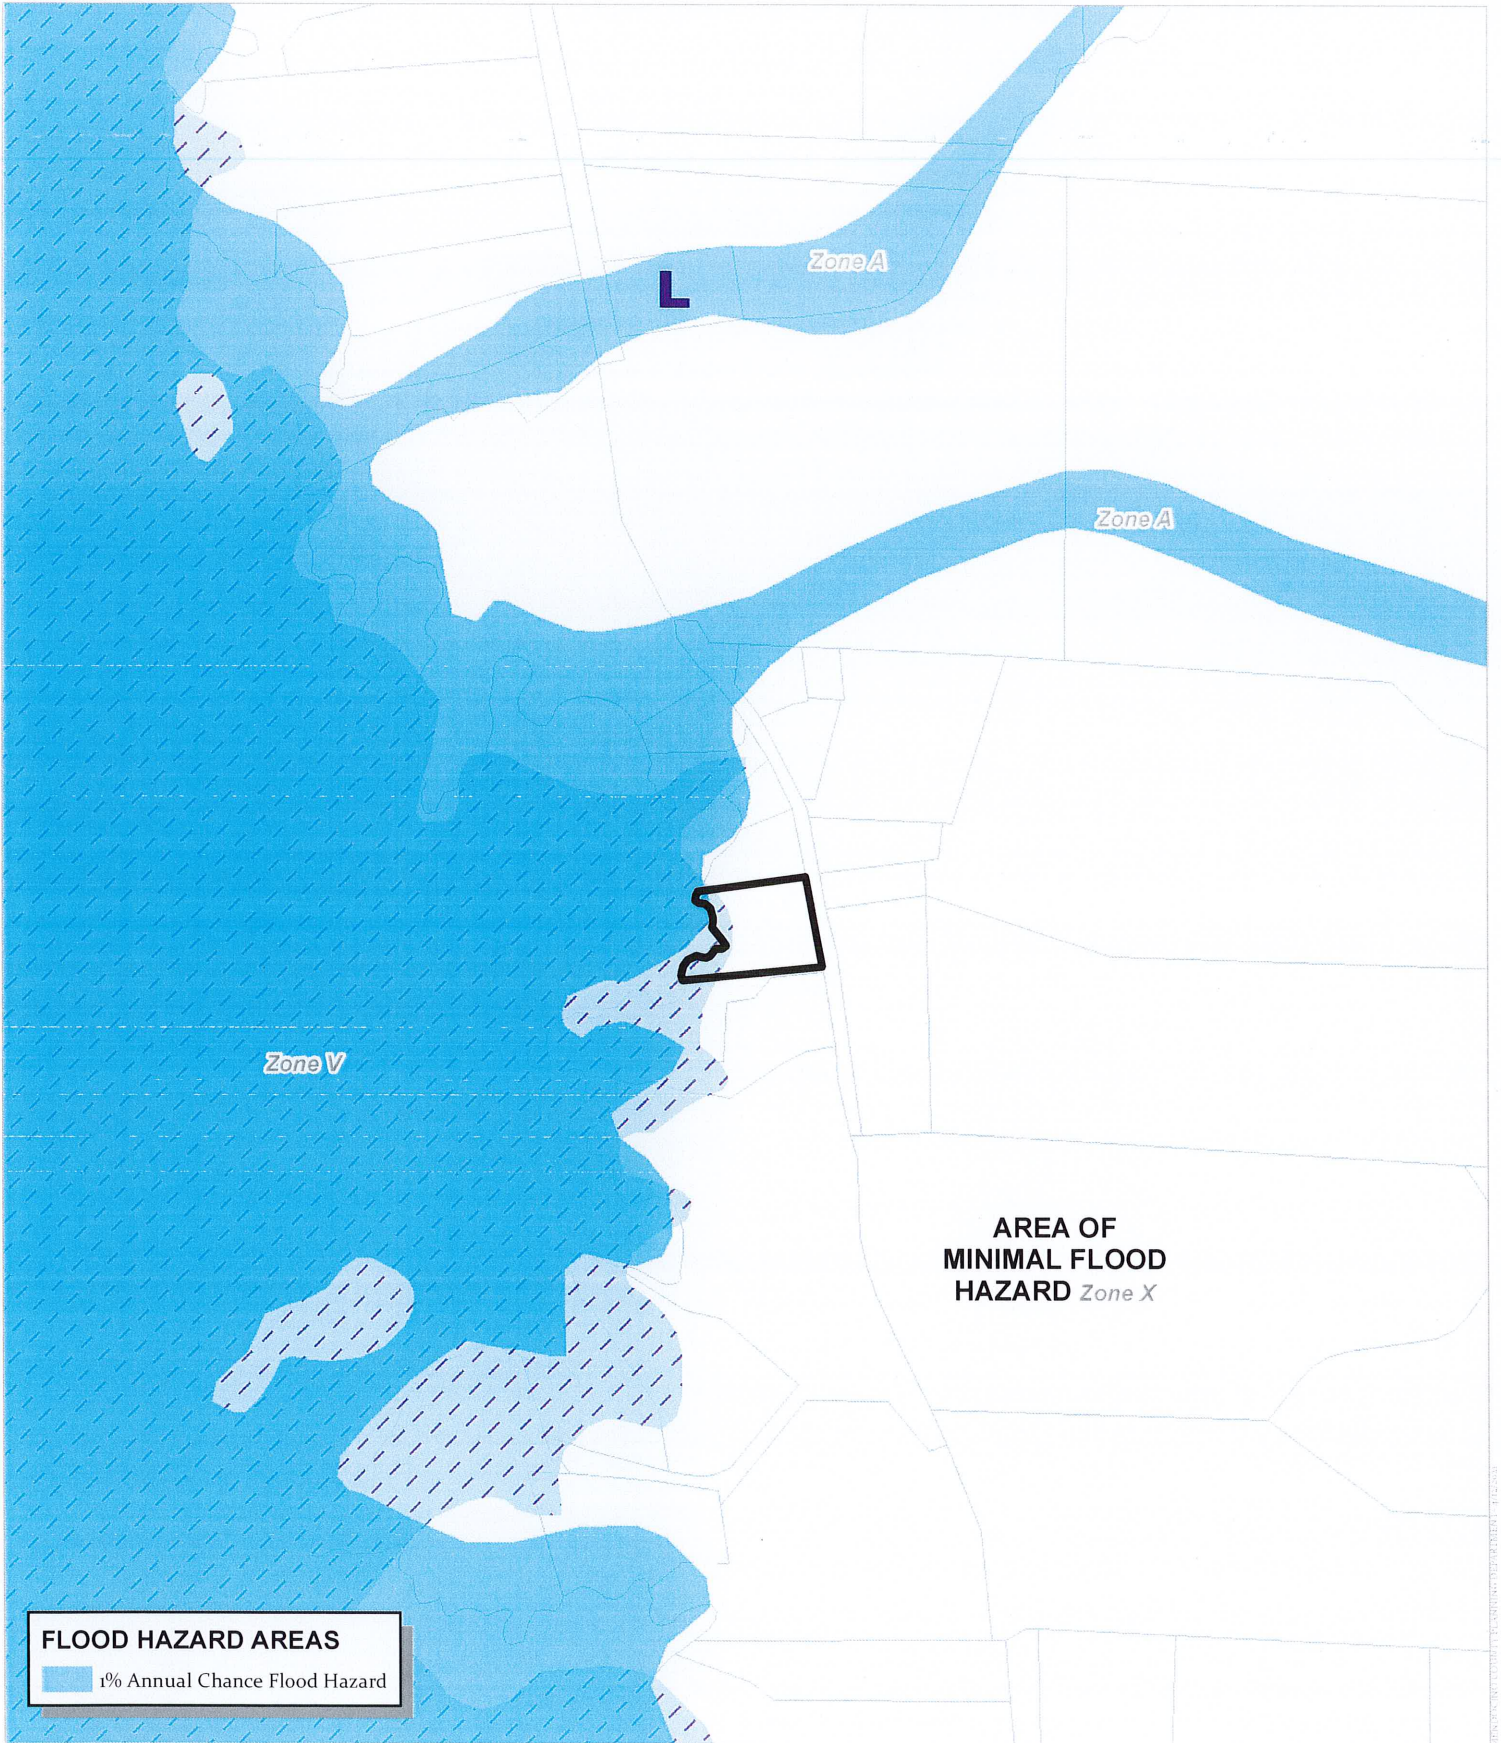 Zone A
L
Zone A
Zone V
AREA OF
MINIMAL FLOOD
HAZARD Zone X
FLOOD HAZARD AREAS
1% Annual Chance Flood Hazard